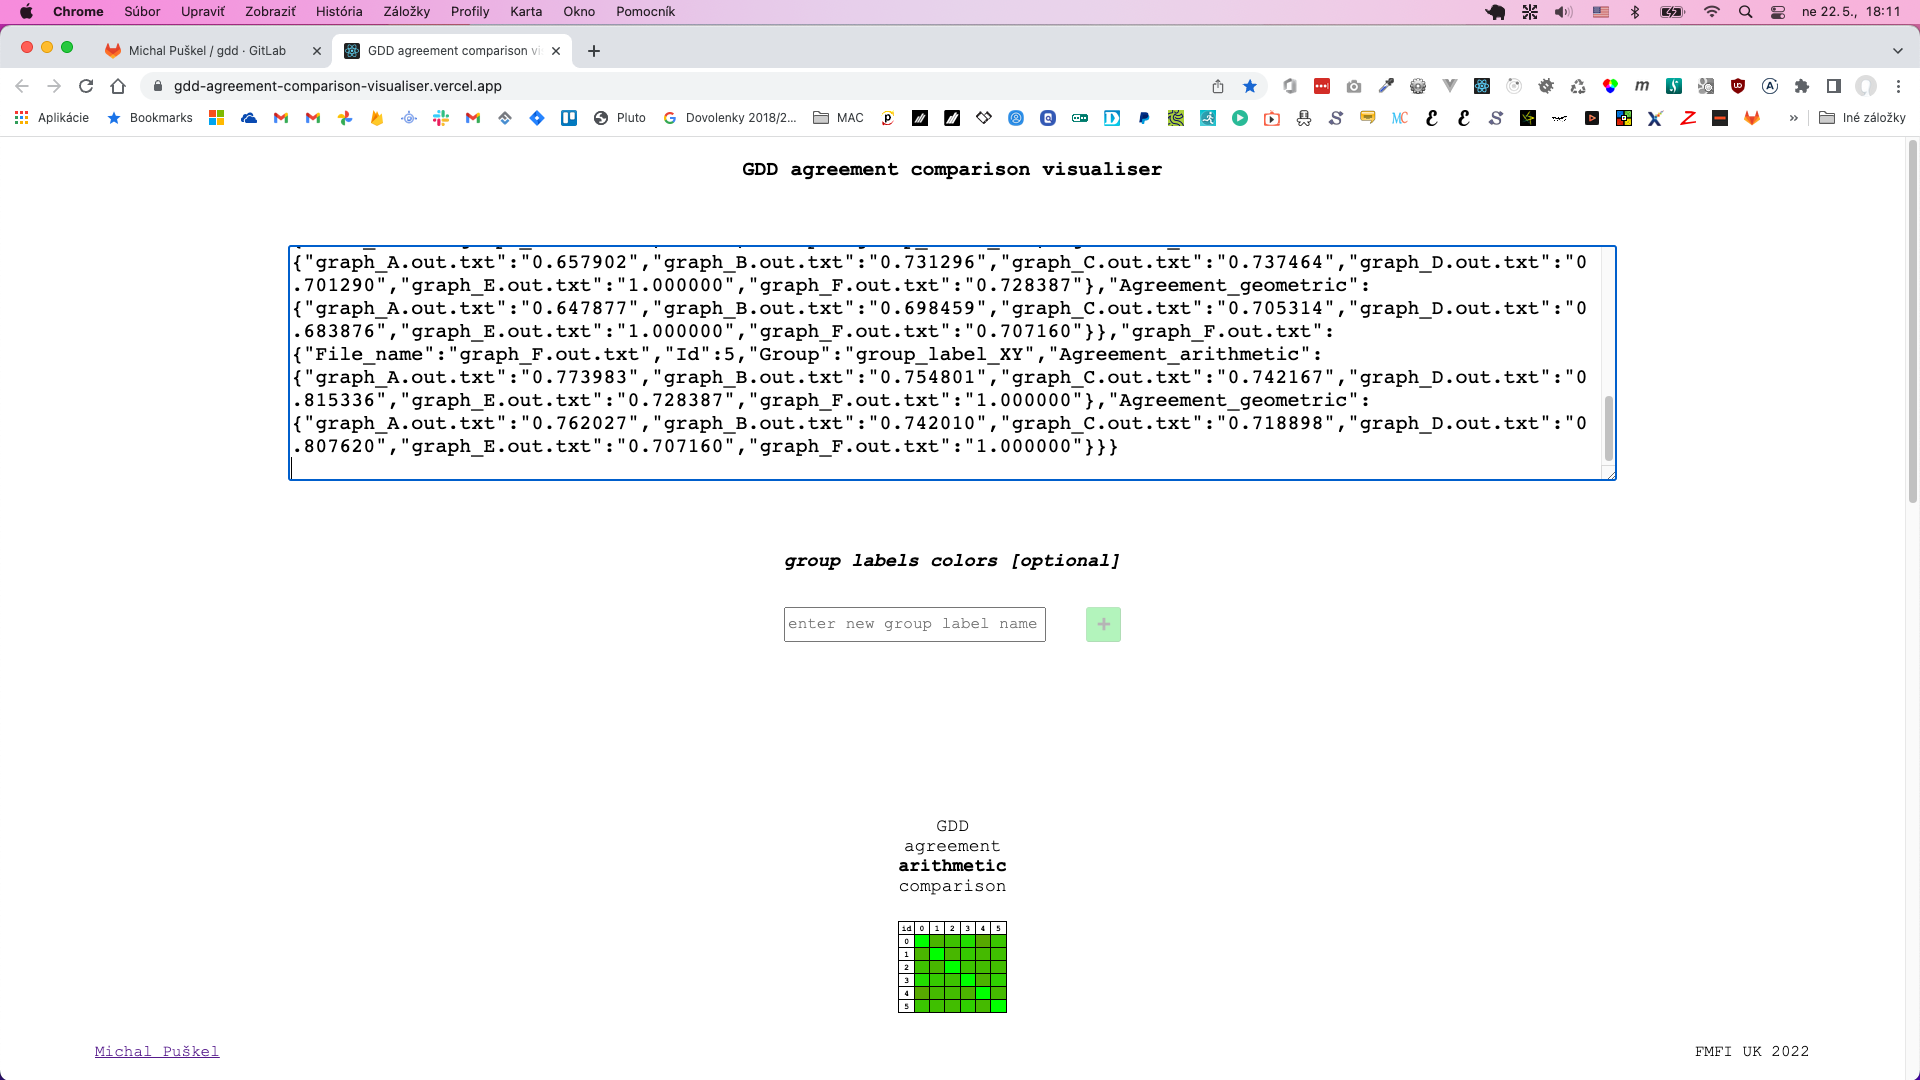 Chrome Súbor Upraviť Zobraziť História Záložky Profily Karta Okno Pomocník ne 22. 5., 18:11
Michal Puškel / gdd · GitLab GDD agreement comparison vi
gdd-agreement-comparison-visualiser.vercel.app
Aplikácie Bookmarks Pluto Dovolenky 2018/2... MAC » Iné záložky
GDD agreement comparison visualiser
{"graph_A.out.txt":"0.657902","graph_B.out.txt":"0.731296","graph_C.out.txt":"0.737464","graph_D.out.txt":"0
.701290","graph_E.out.txt":"1.000000","graph_F.out.txt":"0.728387"},"Agreement_geometric":
{"graph_A.out.txt":"0.647877","graph_B.out.txt":"0.698459","graph_C.out.txt":"0.705314","graph_D.out.txt":"0
.683876","graph_E.out.txt":"1.000000","graph_F.out.txt":"0.707160"}},"graph_F.out.txt":
{"File_name":"graph_F.out.txt","Id":5,"Group":"group_label_XY","Agreement_arithmetic":
{"graph_A.out.txt":"0.773983","graph_B.out.txt":"0.754801","graph_C.out.txt":"0.742167","graph_D.out.txt":"0
.815336","graph_E.out.txt":"0.728387","graph_F.out.txt":"1.000000"},"Agreement_geometric":
{"graph_A.out.txt":"0.762027","graph_B.out.txt":"0.742010","graph_C.out.txt":"0.718898","graph_D.out.txt":"0
.807620","graph_E.out.txt":"0.707160","graph_F.out.txt":"1.000000"}}}
group labels colors [optional]
enter new group label name +
GDD
agreement
arithmetic
comparison
id 0 1 2 3 4 5
0
1
2
3
4
5
Michal Puškel FMFI UK 2022